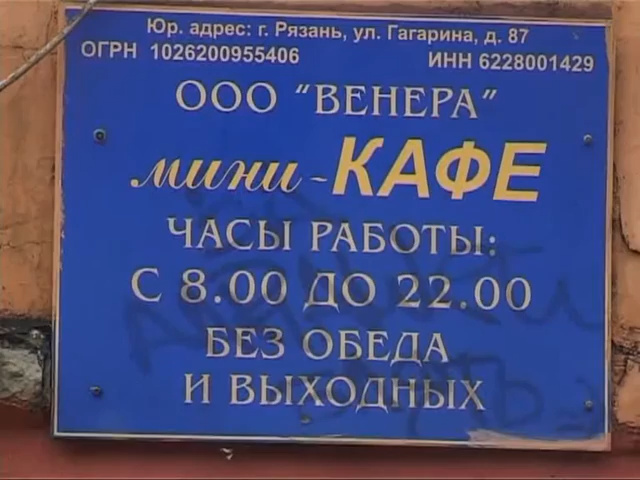 Юр. адрес: г. Рязань, ул. Гагарина, д. 87
ОГРН 1026200955406 ИНН 6228001429
ООО "ВЕНЕРА"
мини-КАФЕ
ЧАСЫ РАБОТЫ:
С 8.00 ДО 22.00
БЕЗ ОБЕДА
И ВЫХОДНЫХ